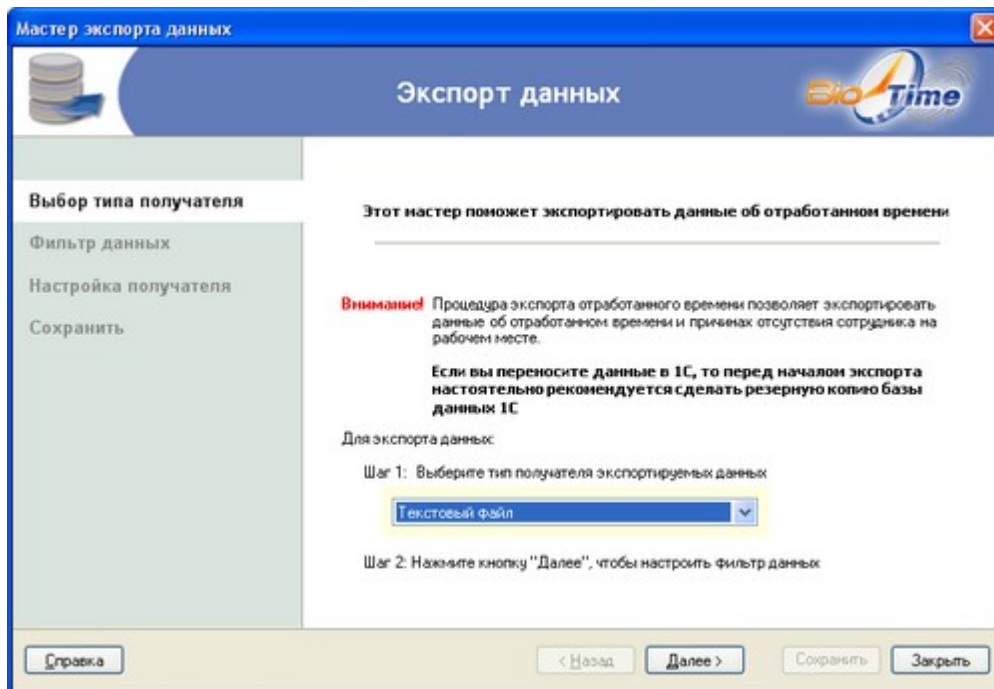 Мастер экспорта данных
Экспорт данных
BioTime
Выбор типа получателя
Фильтр данных
Настройка получателя
Сохранить
Этот мастер поможет экспортировать данные об отработанном времени
Внимание! Процедура экспорта отработанного времени позволяет экспортировать
данные об отработанном времени и причинах отсутствия сотрудника на
рабочем месте.
Если вы переносите данные в 1С, то перед началом экспорта
настоятельно рекомендуется сделать резерную копию базы
данных 1С
Для экспорта данных:
Шаг 1: Выберите тип получателя экспортируемых данных
Текстовый файл
Шаг 2: Нажмите кнопку "Далее", чтобы настроить фильтр данных
Справка
< Назад
Далее >
Сохранить
Закрыть